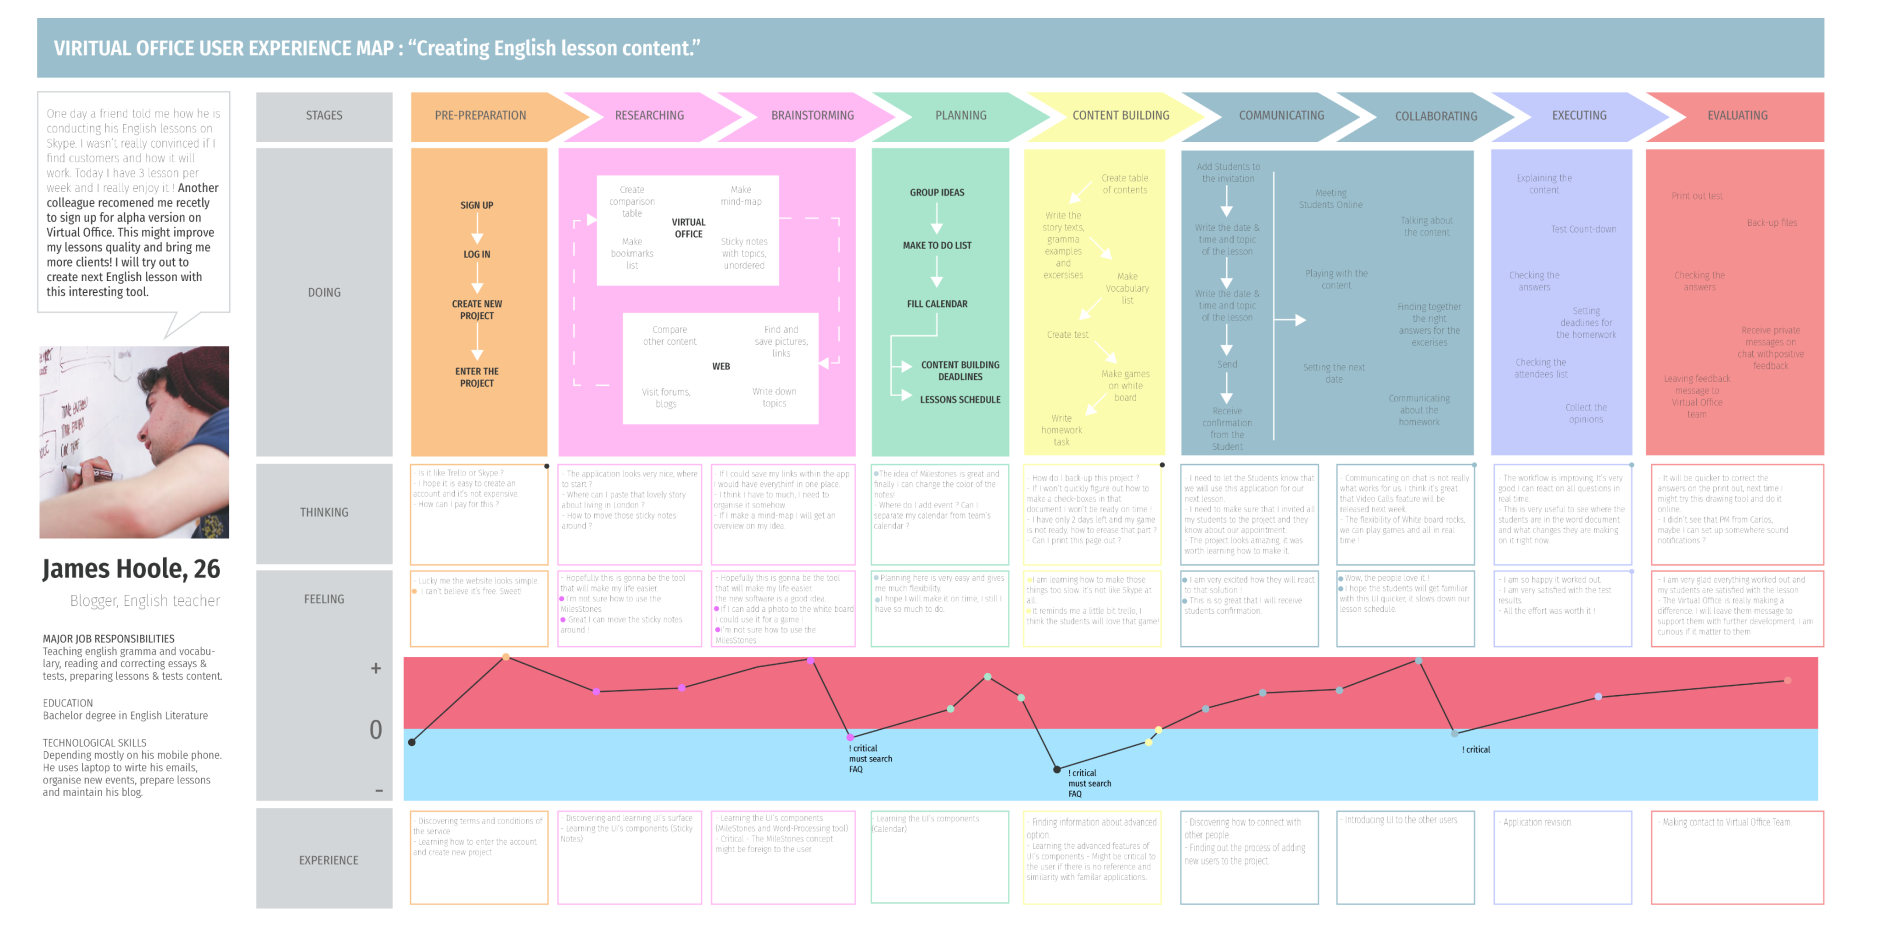 VIRITUAL OFFICE USER EXPERIENCE MAP : “Creating English lesson content.”
One day a friend told me how he is
conducting his English lessons on
Skype. I wasn't really convinced if I
find customers and how it will
work. Today I have 3 lesson per
week and I really enjoy it ! Another
colleague recomened me recetly
to sign up for alpha version on
Virtual Office. This might improve
my lessons quality and bring me
more clients! I will try out to
create next English lesson with
this interesting tool.
James Hoole, 26
Blogger, English teacher
MAJOR JOB RESPONSIBILITIES
Teaching english gramma and vocabu-
lary, reading and correcting essays &
tests, preparing lessons & tests content.
EDUCATION
Bachelor degree in English Literature
TECHNOLOGICAL SKILLS
Depending mostly on his mobile phone.
He uses laptop to wirte his emails,
organise new events, prepare lessons
and maintain his blog.
STAGES
PRE-PREPARATION
RESEARCHING
BRAINSTORMING
PLANNING
CONTENT BUILDING
COMMUNICATING
COLLABORATING
EXECUTING
EVALUATING
DOING
SIGN UP
LOG IN
CREATE NEW
PROJECT
ENTER THE
PROJECT
Create
comparison
table
Make
mind-map
VIRTUAL
OFFICE
Make
bookmarks
list
Sticky notes
with topics,
unordered
Compare
other content
Find and
save pictures,
links
WEB
Visit forums,
blogs
Write down
topics
GROUP IDEAS
MAKE TO DO LIST
FILL CALENDAR
CONTENT BUILDING
DEADLINES
LESSONS SCHEDULE
Create table
of contents
Write the
story texts,
gramma
examples
and
excersises
Make
Vocabulary
list
Create test
Make games
on white
board
Write
homework
task
Add Students to
the invitation
Write the date &
time and topic
of the lesson
Write the date &
time and topic
of the lesson
Send
Receive
confirmation
from the
Student
Meeting
Students Online
Talking about
the content
Playing with the
content
Finding together
the right
answers for the
excerises
Setting the next
date
Communicating
about the
homework
Explaining the
content
Test Count-down
Checking the
answers
Setting
deadlines for
the homework
Checking the
attendees list
Collect the
opinions
Print out test
Back-up files
Checking the
answers
Receive private
messages on
chat withpositive
feedback
Leaving feedback
message to
Virtual Office
team
THINKING
- Is it like Trello or Skype ?
- I hope it is easy to create an
account and it's not expensive.
- How can I pay for this ?
- The application looks very nice, where
to start ?
- Where can I paste that lovely story
about living in London ?
- How to move those sticky notes
around ?
- If I could save my links within the app
I would have everythinf in one place.
- I think I have to much, I need to
organise it somehow.
- If I make a mind-map I will get an
overview on my idea.
The idea of Milestones is great and
finally I can change the color of the
notes!
- Where do I add event ? Can I
separate my calendar from team's
calendar ?
- How do I back up this project ?
- If I won't quickly figure out how to
make a check-boxes in that
document I won't be ready on time !
- I have only 2 days left and my game
is not ready, how to erease that part ?
- Can I print this page out ?
- I need to let the Students know that
we will use this application for our
next lesson.
- I need to make sure that I invited all
my students to the project and they
know about our appointment.
- The project looks amazing, it was
worth learning how to make it.
- Communicating on chat is not really
what works for us. I think it's great
that Video Calls feature will be
released next week.
- The flexibility of White board rocks,
we can play games and all in real
time !
- The workflow is improving. It's very
good I can react on all questions in
real time.
- This is very useful to see where the
students are in the word document
and what changes they are making
on it right now.
- It will be quicker to correct the
answers on the print out, next time I
might try this drawing tool and do it
online.
- I didn't see that PM from Carlos,
maybe I can set up somewhere sound
notifications ?
FEELING
- Lucky me the website looks simple.
- I can't believe it's free. Sweet!
- Hopefully this is gonna be the tool
that will make my life easier.
I'm not sure how to use the
MilesStones
- Great I can move the sticky notes
around !
- Hopefully this is gonna be the tool
that will make my life easier.
the new software is a good idea.
If I can add a photo to the white board
I could use it for a game !
I'm not sure how to use the
MilesStones
Planning here is very easy and gives
me much flexibility.
I hope I will make it on time, I still I
have so much to do.
I am learning how to make those
things too slow. It's not like Skype at
all.
It reminds me a little bit trello, I
think the students will love that game!
I am very excited how they will react
to that solution !
This is so great that I will receive
students confirmation.
Wow, the people love it !
I hope the students will get familiar
with this UI quicker, it slows down our
lesson schedule.
- I am so happy it worked out.
- I am very satisfied with the test
results.
- All the effort was worth it !
- I am very glad everything worked out and
my students are satisfied with the lesson
- The Virtual Office is really making a
difference. I will leave them message to
support them with further development. I am
curious if it matter to them.
+
0
-
! critical
must search
FAQ
! critical
must search
FAQ
! critical
EXPERIENCE
- Discovering terms and conditions of
the service
- Learning how to enter the account
and create new project
- Discovering and learning UI's surface
- Learning the UI's components (Sticky
Notes)
- Learning the UI's components
(MileStones and Word-Processing tool)
- Critical - The MileStones concept
might be foreign to the user
- Learning the UI's components
(Calendar)
- Finding information about advanced
option.
- Learning the advanced features of
UI's components - Might be critical to
the user if there is no reference and
similarity with familar applications.
- Discovering how to connect with
other people
- Finding out the process of adding
new users to the project
- Introducing UI to the other users
- Application revision.
- Making contact to Virtual Office Team